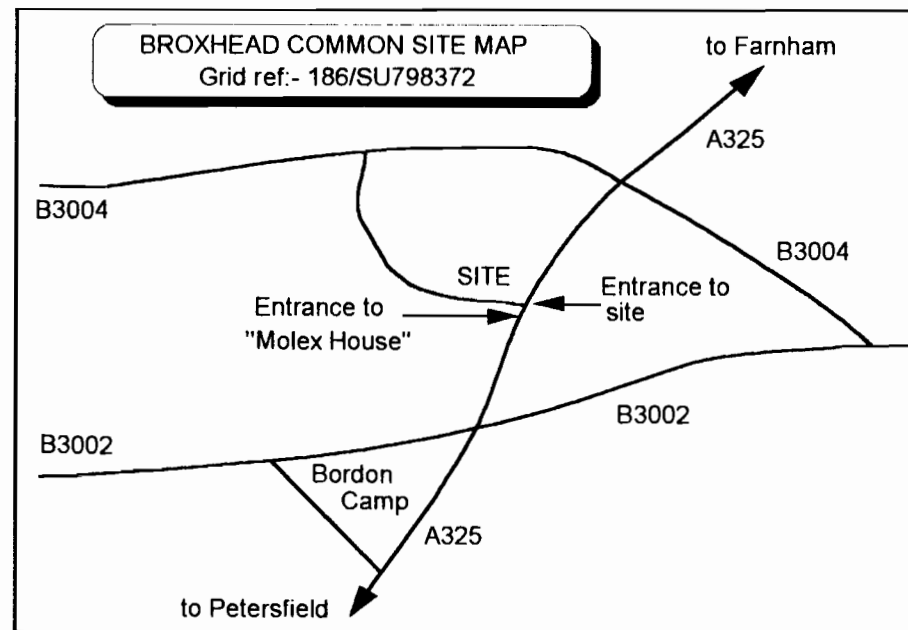 BROXHEAD COMMON SITE MAP
Grid ref:- 186/SU798372
to Farnham
A325
B3004
B3004
SITE
Entrance to
site
Entrance to
"Molex House"
B3002
B3002
Bordon
Camp
A325
to Petersfield